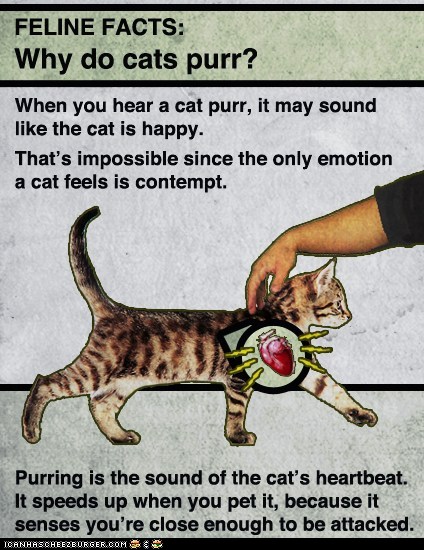 FELINE FACTS:
Why do cats purr?
When you hear a cat purr, it may sound
like the cat is happy.
That's impossible since the only emotion
a cat feels is contempt.
Purring is the sound of the cat's heartbeat.
It speeds up when you pet it, because it
senses you're close enough to be attacked.
ICANHASCHEEZBURGER.COM